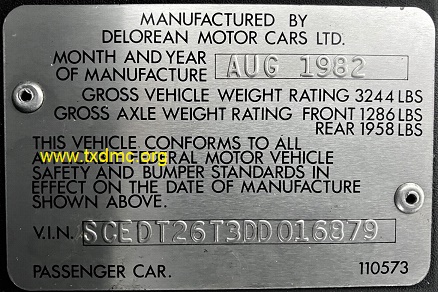 MANUFACTURED BY
DELOREAN MOTOR CARS LTD.
MONTH AND YEAR
OF MANUFACTURE AUG 1982
GROSS VEHICLE WEIGHT RATING 3244 LBS
GROSS AXLE WEIGHT RATING FRONT 1286 LBS
REAR 1958 LBS
THIS VEHICLE CONFORMS TO ALL
MOTOR VEHICLE
www.txdmc.org
SAFETY AND BUMPER STANDARDS IN
EFFECT ON THE DATE OF MANUFACTURE
SHOWN ABOVE.
V.I.N. SCEDT26T3DD016879
PASSENGER CAR. 110573